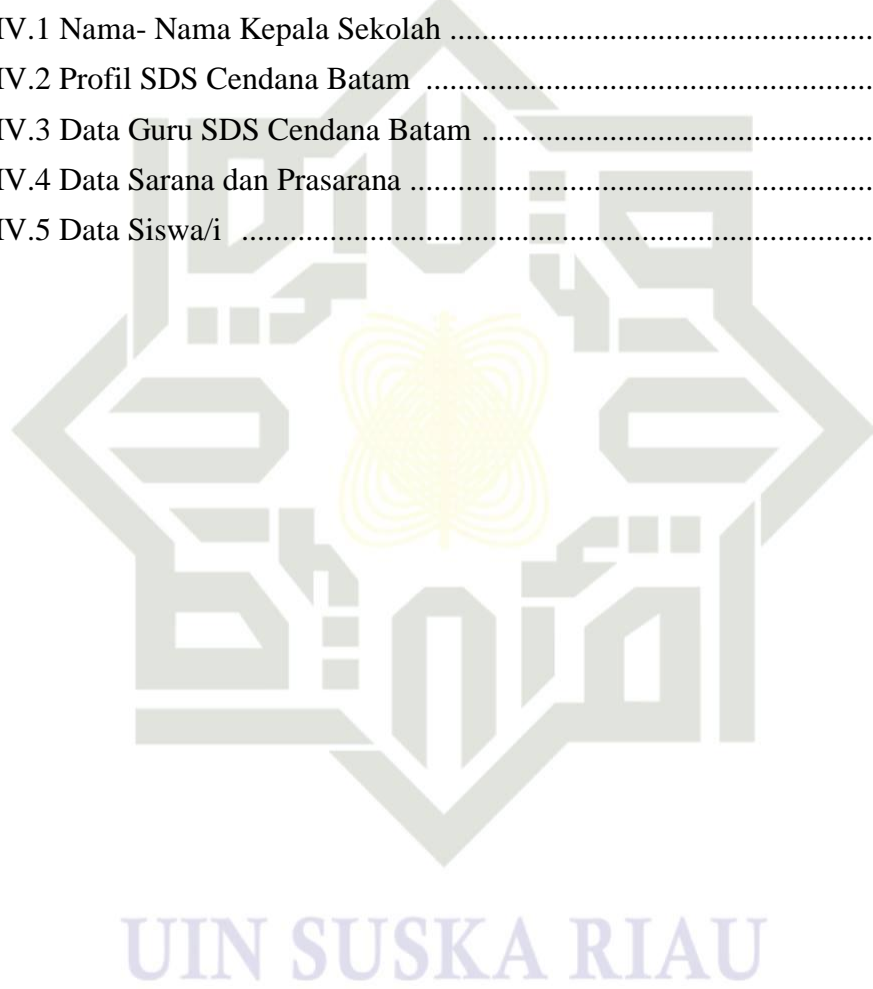 IV.1 Nama- Nama Kepala Sekolah ....................................................
IV.2 Profil SDS Cendana Batam ......................................................
IV.3 Data Guru SDS Cendana Batam ................................................
IV.4 Data Sarana dan Prasarana .........................................................
IV.5 Data Siswa/i .............................................................................
UIN SUSKA RIAU